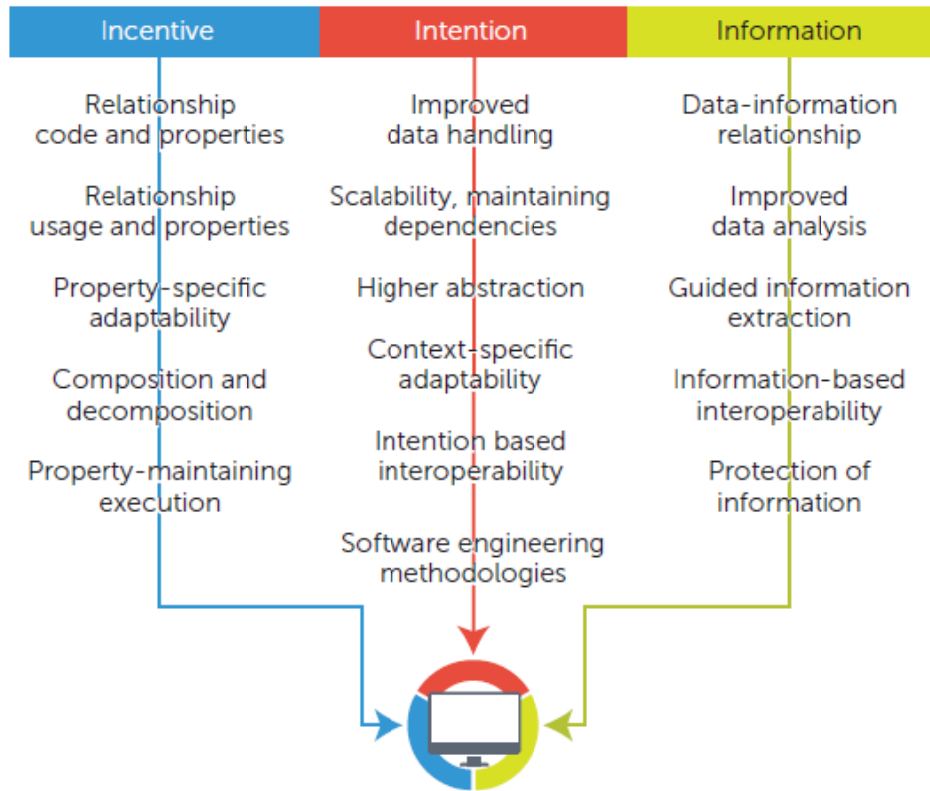 Incentive
Relationship
code and properties
Relationship
usage and properties
Property-specific
adaptability
Composition and
decomposition
Property-maintaining
execution
Intention
Improved
data handling
Scalability, maintaining
dependencies
Higher abstraction
Context-specific
adaptability
Intention based
interoperability
Software engineering
methodologies
Information
Data-information
relationship
Improved
data analysis
Guided information
extraction
Information-based
interoperability
Protection of
information